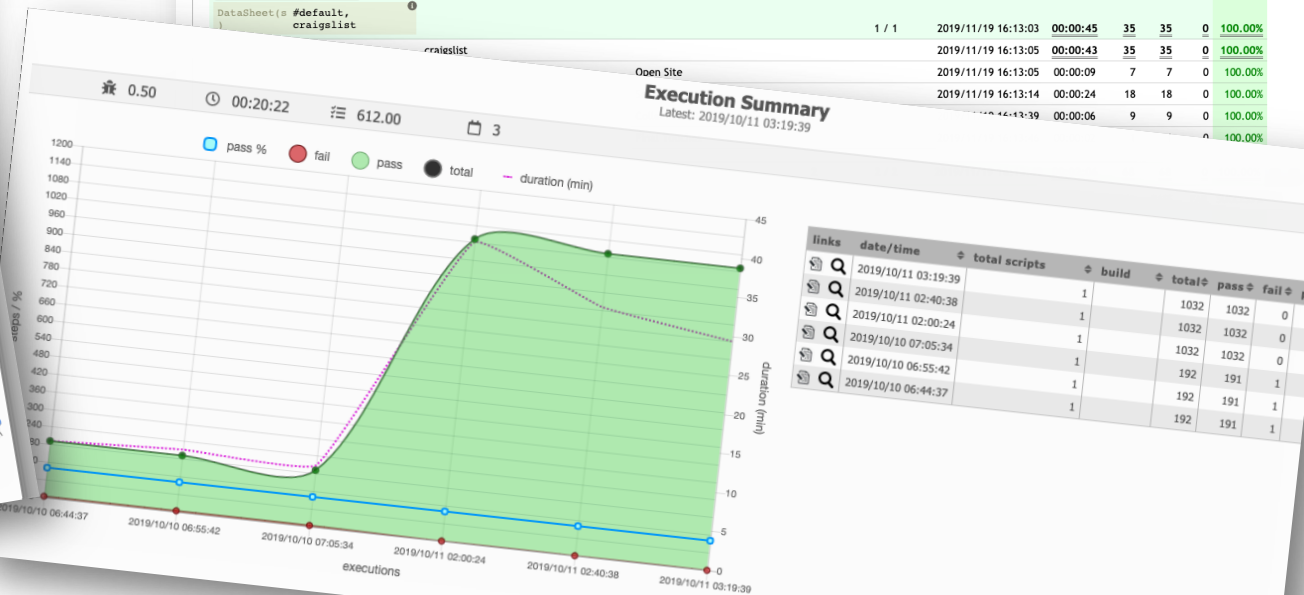 DataSheet(s #default,
) craigslist
1 / 1 2019/11/19 16:13:03 00:00:45 35 35 0 100.00%
craigslist 2019/11/19 16:13:05 00:00:43 35 35 0 100.00%
Open Site 2019/11/19 16:13:05 00:00:09 7 7 0 100.00%
2019/11/19 16:13:14 00:00:24 18 18 0 100.00%
:13:39 00:00:06 9 9 0 100.00%
0 100.00%
Execution Summary
Latest: 2019/10/11 03:19:39
0.50 00:20:22 612.00 3
pass % fail pass total duration (min)
1200
1140
1080
1020
960
900
840
780
720
660
600
540
480
420
360
300
240
80
0
steps / %
45
40
35
30
25
20
15
10
5
0
duration (min)
2019/10/10 06:44:37
2019/10/10 06:55:42
2019/10/10 07:05:34
2019/10/11 02:00:24
2019/10/11 02:40:38
2019/10/11 03:19:39
executions
links date/time total scripts build total pass fail
2019/10/11 03:19:39 1 1032 1032 0
2019/10/11 02:40:38 1 1032 1032 0
2019/10/11 02:00:24 1 1032 1032 0
2019/10/10 07:05:34 1 192 191 1
2019/10/10 06:55:42 1 192 191 1
2019/10/10 06:44:37 1 192 191 1